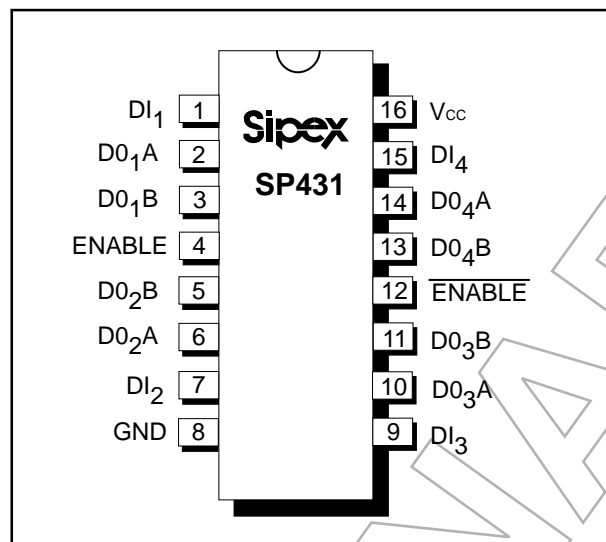 Sipex
SP431
DI₁ 1
D0₁A 2
D0₁B 3
ENABLE 4
D0₂B 5
D0₂A 6
DI₂ 7
GND 8
16 Vcc
15 DI₄
14 D0₄A
13 D0₄B
12 E̅N̅A̅B̅L̅E̅
11 D0₃B
10 D0₃A
9 DI₃